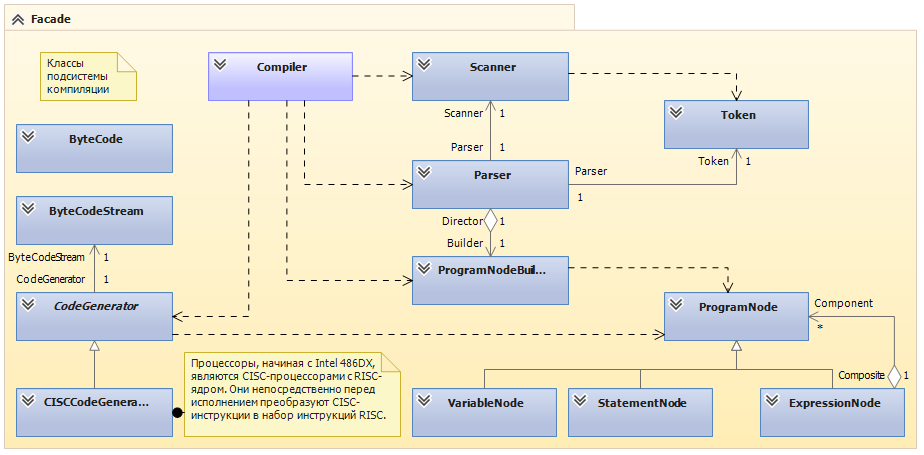 Facade
Классы
подсистемы
компиляции
Compiler
Scanner
Token
ByteCode
Scanner 1
Parser 1
Parser
Parser
1
Token 1
ByteCodeStream
Director 1
Builder 1
ByteCodeStream 1
CodeGenerator 1
CodeGenerator
ProgramNodeBuil...
ProgramNode
Component
*
Composite 1
Процессоры, начиная с Intel 486DX,
являются CISC-процессорами с RISC-
ядром. Они непосредственно перед
исполнением преобразуют CISC-
инструкции в набор инструкций RISC.
CISCCodeGenera...
VariableNode
StatementNode
ExpressionNode